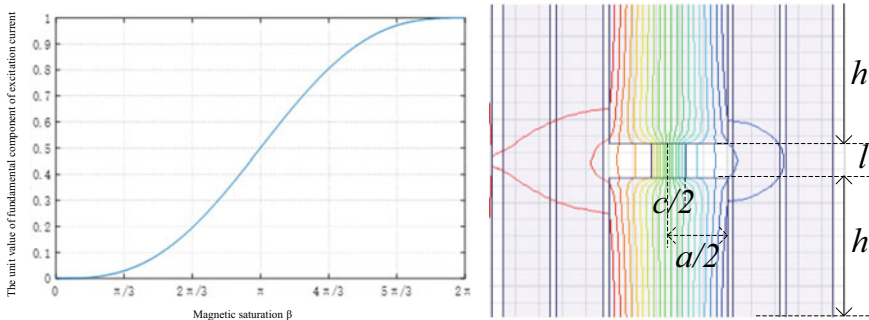 The unit value of fundamental component of excitation current
1
0.9
0.8
0.7
0.6
0.5
0.4
0.3
0.2
0.1
0
0 π/3 2π/3 π 4π/3 5π/3 2π
Magnetic saturation β
h
l
h
c/2
a/2